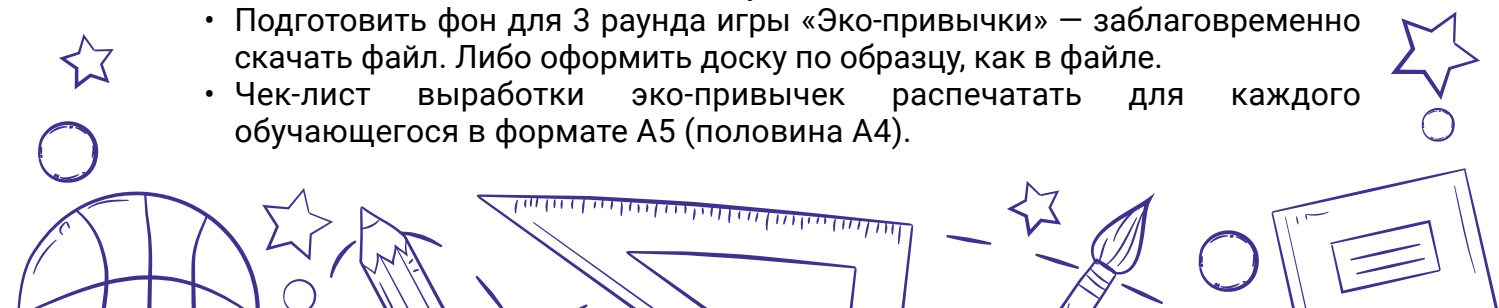 • Подготовить фон для 3 раунда игры «Эко-привычки» — заблаговременно
скачать файл. Либо оформить доску по образцу, как в файле.
• Чек-лист выработки эко-привычек распечатать для каждого
обучающегося в формате А5 (половина А4).